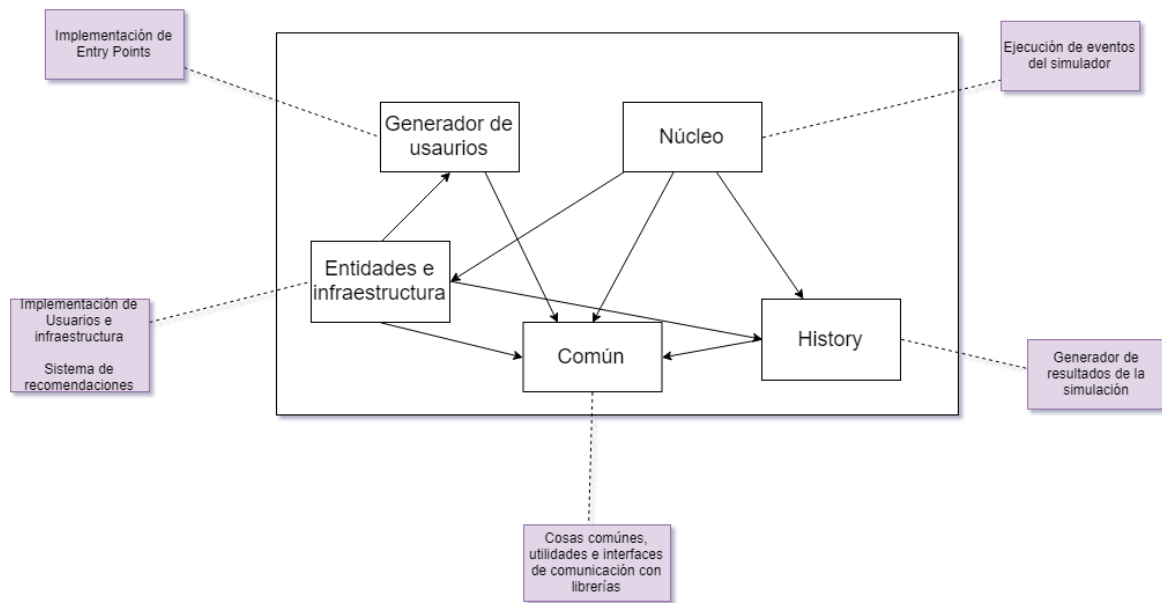 Implementación de
Entry Points
Ejecución de eventos
del simulador
Generador de
usaurios
Núcleo
Entidades e
infraestructura
Implementación de
Usuarios e
infraestructura
Sistema de
recomendaciones
Común
History
Generador de
resultados de la
simulación
Cosas comúnes,
utilidades e interfaces
de comunicación con
librerías